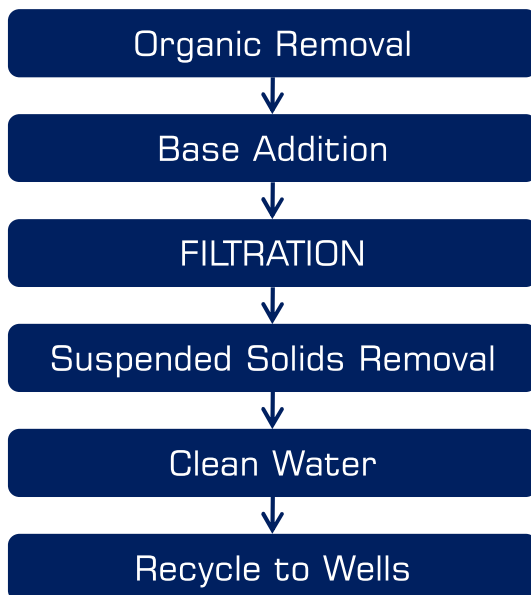 Organic Removal
Base Addition
FILTRATION
Suspended Solids Removal
Clean Water
Recycle to Wells